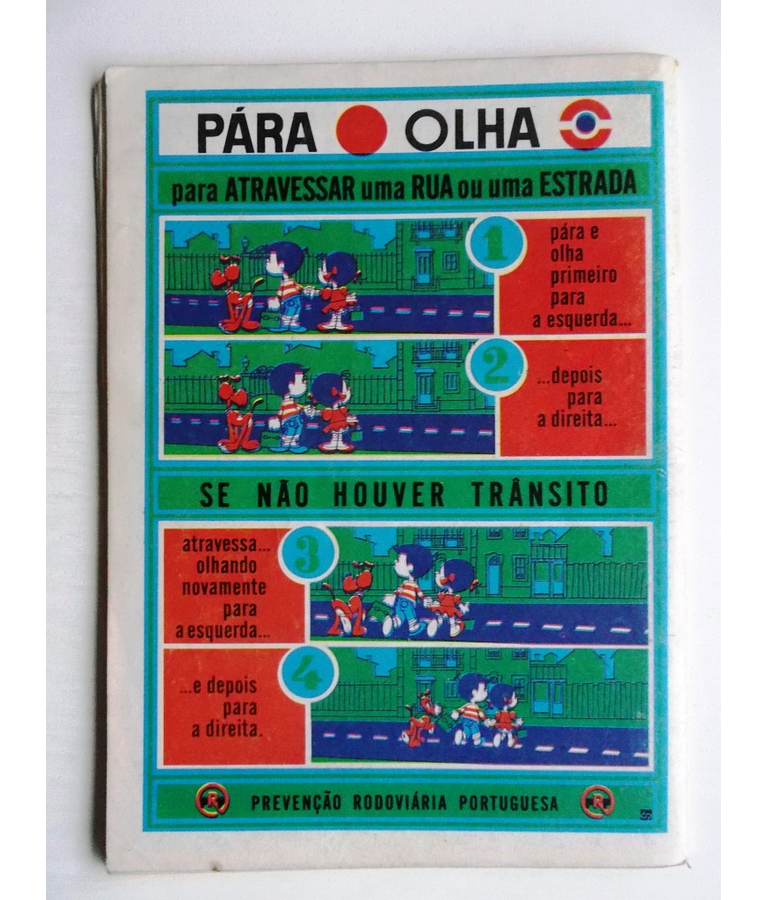 PÁRA OLHA
para ATRAVESSAR uma RUA ou uma ESTRADA
1
pára e
olha
primeiro
para
a esquerda...
2
...depois
para
a direita...
SE NÃO HOUVER TRÂNSITO
3
atravessa...
olhando
novamente
para
a esquerda...
4
...e depois
para
a direita.
R PREVENÇÃO RODOVIÁRIA PORTUGUESA R